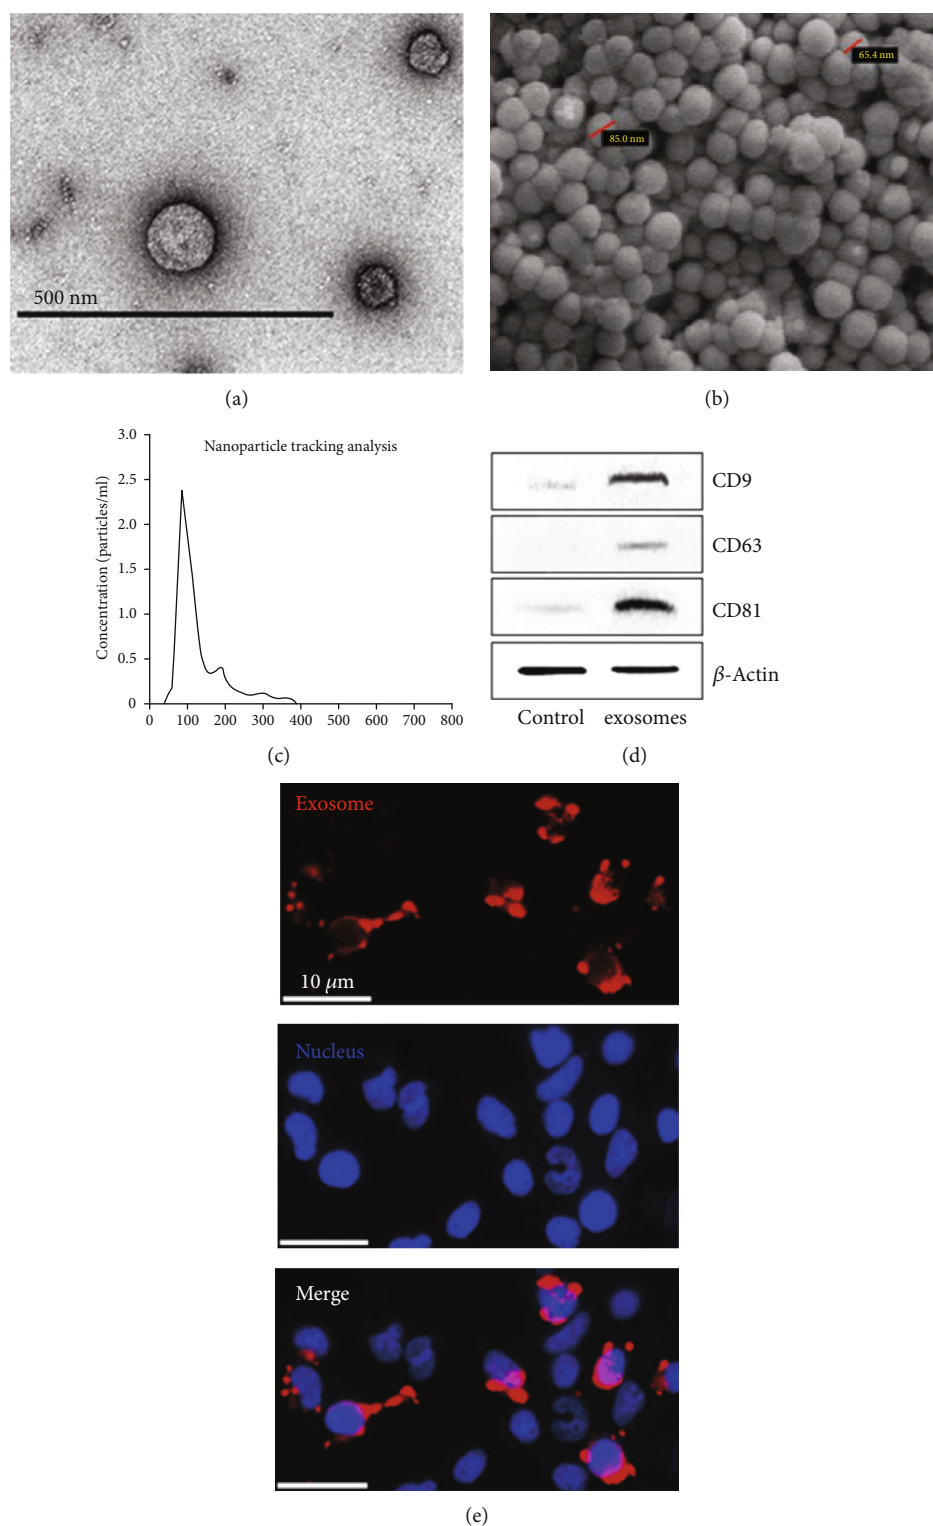 500 nm
(a)
65.4 nm
85.0 nm
(b)
Nanoparticle tracking analysis
Concentration (particles/ml)
3.0
2.5
2.0
1.5
1.0
0.5
0
0 100 200 300 400 500 600 700 800
(c)
CD9
CD63
CD81
β-Actin
Control exosomes
(d)
Exosome
10 μm
Nucleus
Merge
(e)